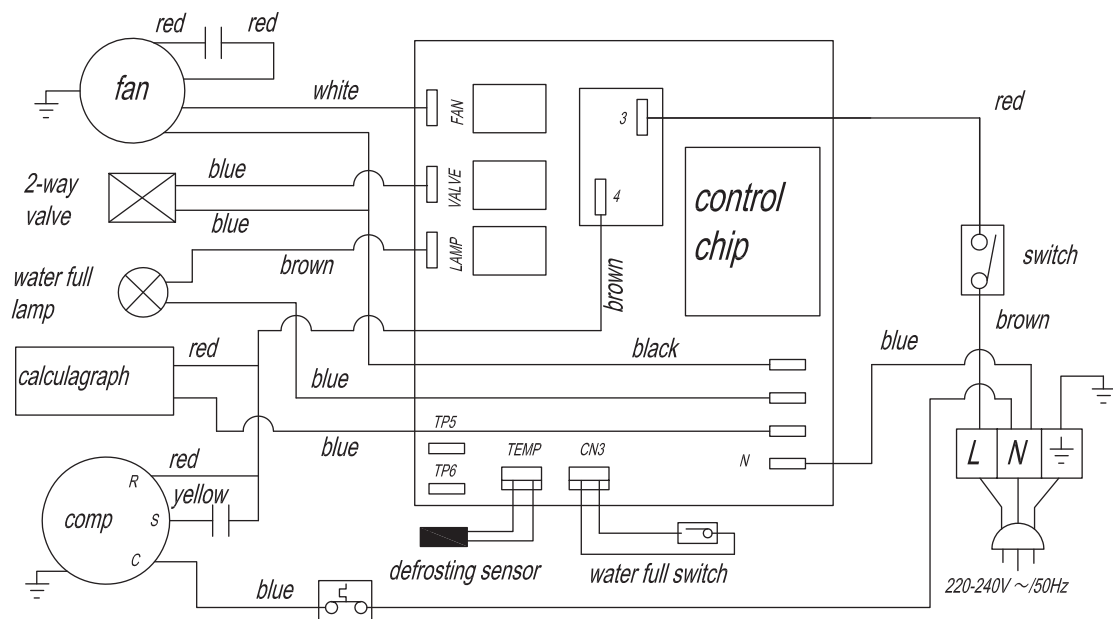 red
red
fan
white
FAN
3
red
2-way
valve
blue
blue
VALVE
4
control
chip
water full
lamp
brown
LAMP
brown
switch
brown
red
calculagraph
black
blue
blue
blue
TP5
TP6
TEMP
CN3
N
L
N
red
yellow
R
S
C
comp
defrosting sensor
water full switch
blue
220-240V ~/50Hz